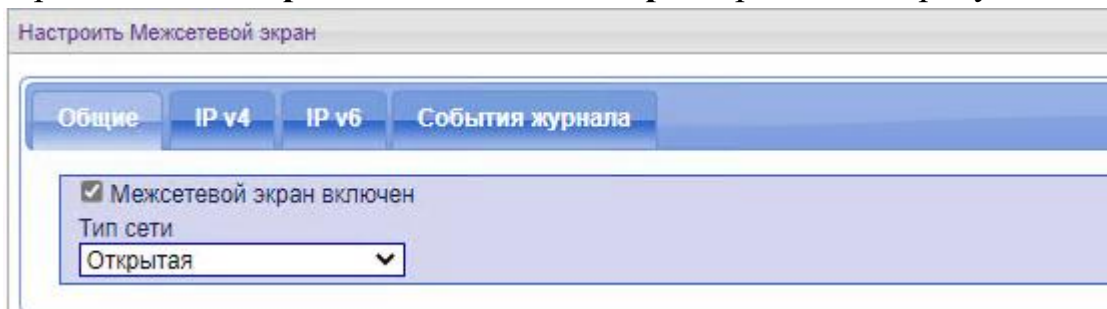 Настроить Межсетевой экран
Общие IP v4 IP v6 События журнала
Межсетевой экран включен
Тип сети
Открытая